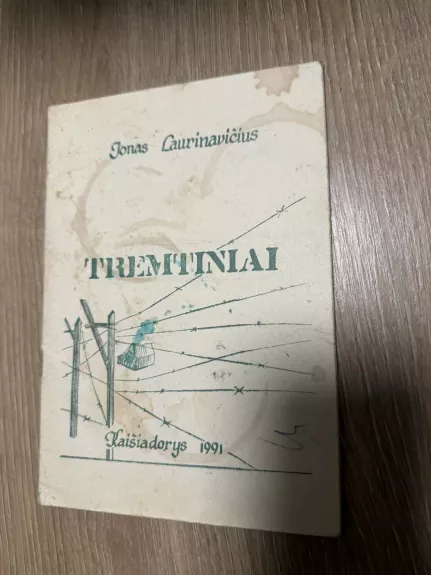 Jonas Laurinavičius
TREMTINIAI
Kaišiadorys 1991